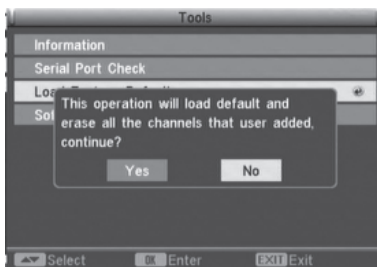 Tools
Information
Serial Port Check
This operation will load default and
erase all the channels that user added,
continue?
Yes No
Select OK Enter EXIT Exit